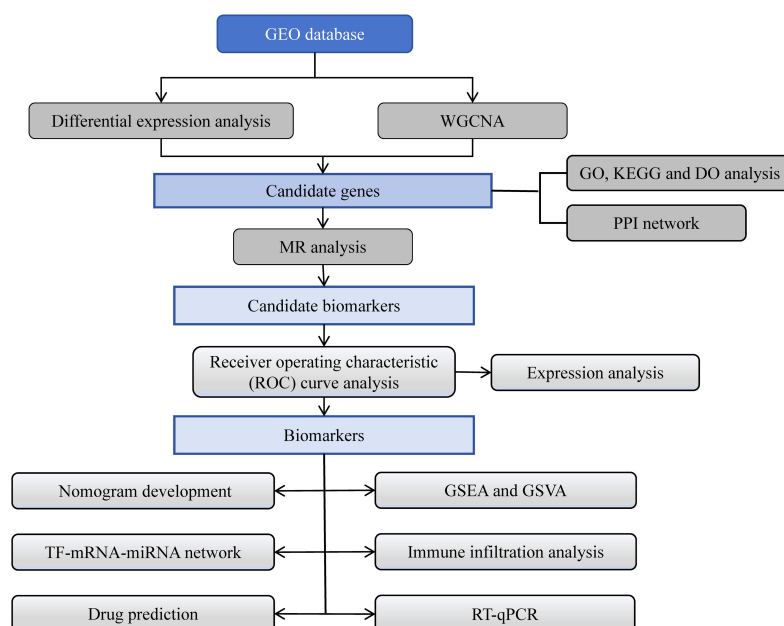 GEO database
Differential expression analysis
WGCNA
Candidate genes
GO, KEGG and DO analysis
PPI network
MR analysis
Candidate biomarkers
Receiver operating characteristic
(ROC) curve analysis
Expression analysis
Biomarkers
Nomogram development
GSEA and GSVA
TF-mRNA-miRNA network
Immune infiltration analysis
Drug prediction
RT-qPCR